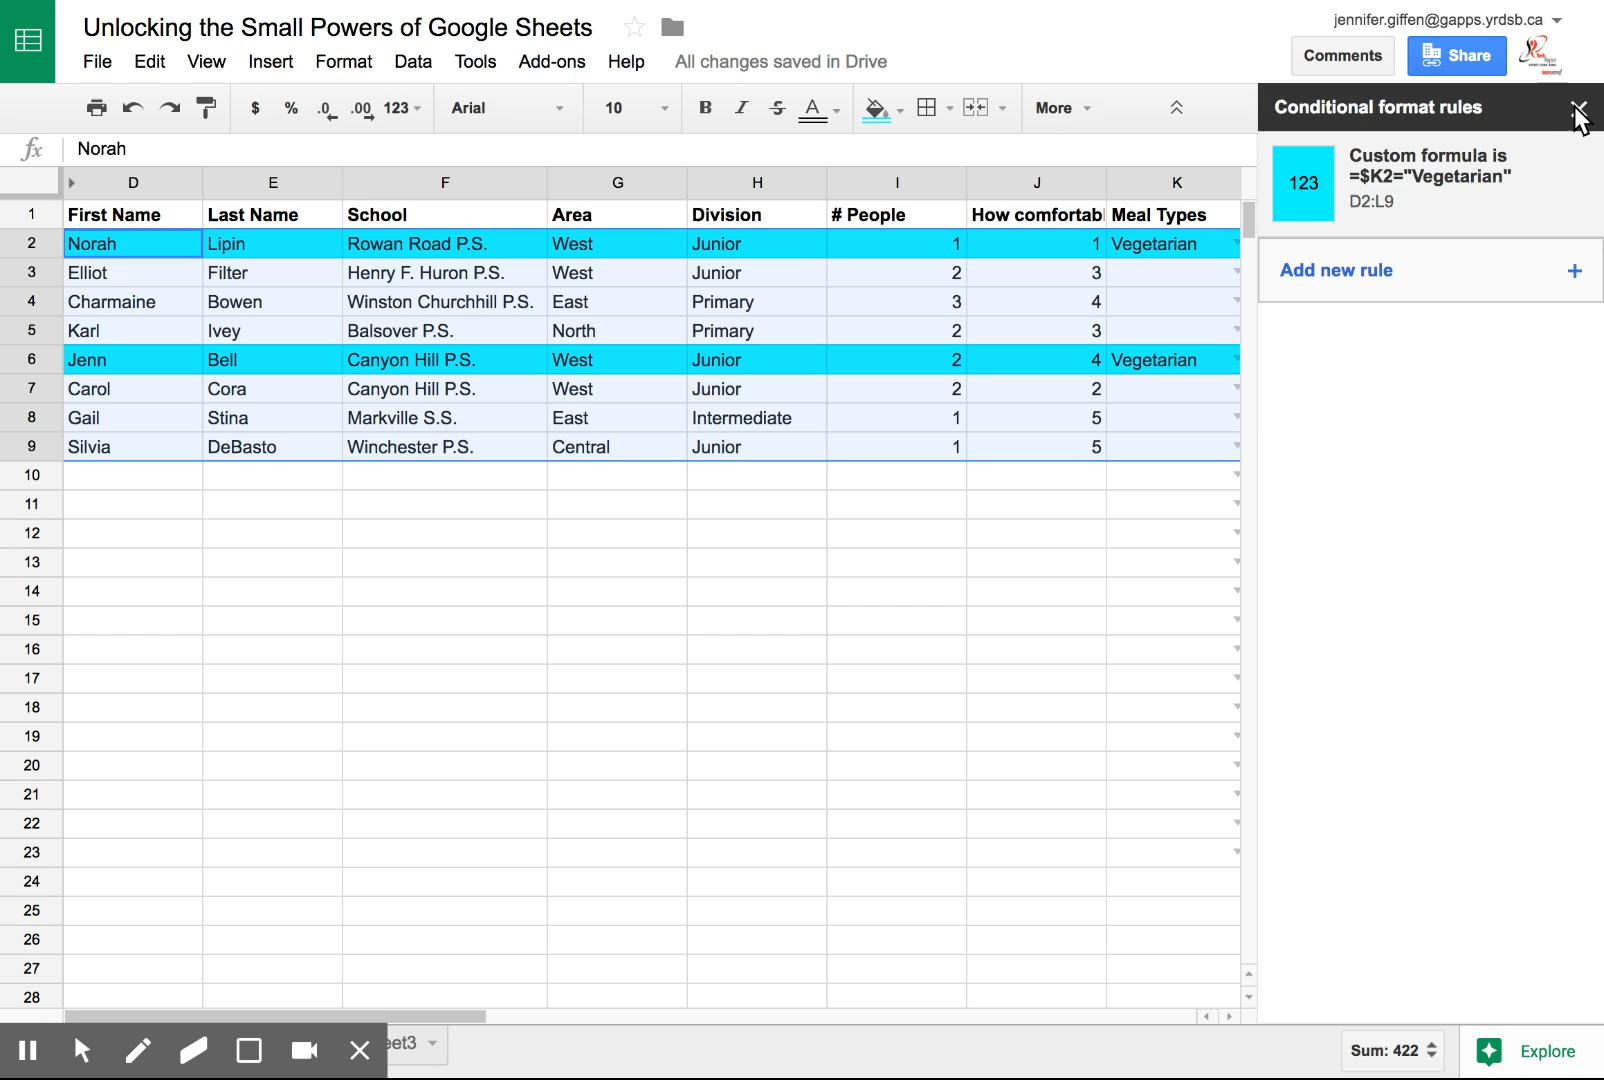 Unlocking the Small Powers of Google Sheets
jennifer.giffen@gapps.yrdsb.ca
File Edit View Insert Format Data Tools Add-ons Help All changes saved in Drive
Comments Share
$ % .0 .00 123 Arial 10 B I S A More
Conditional format rules
fx Norah
123 Custom formula is
=$K2="Vegetarian"
D2:L9
Add new rule +
D E F G H I J K
1 First Name Last Name School Area Division # People How comfortabl Meal Types
2 Norah Lipin Rowan Road P.S. West Junior 1 1 Vegetarian
3 Elliot Filter Henry F. Huron P.S. West Junior 2 3
4 Charmaine Bowen Winston Churchhill P.S. East Primary 3 4
5 Karl Ivey Balsover P.S. North Primary 2 3
6 Jenn Bell Canyon Hill P.S. West Junior 2 4 Vegetarian
7 Carol Cora Canyon Hill P.S. West Junior 2 2
8 Gail Stina Markville S.S. East Intermediate 1 5
9 Silvia DeBasto Winchester P.S. Central Junior 1 5
10
11
12
13
14
15
16
17
18
19
20
21
22
23
24
25
26
27
28
eet3
Sum: 422
Explore